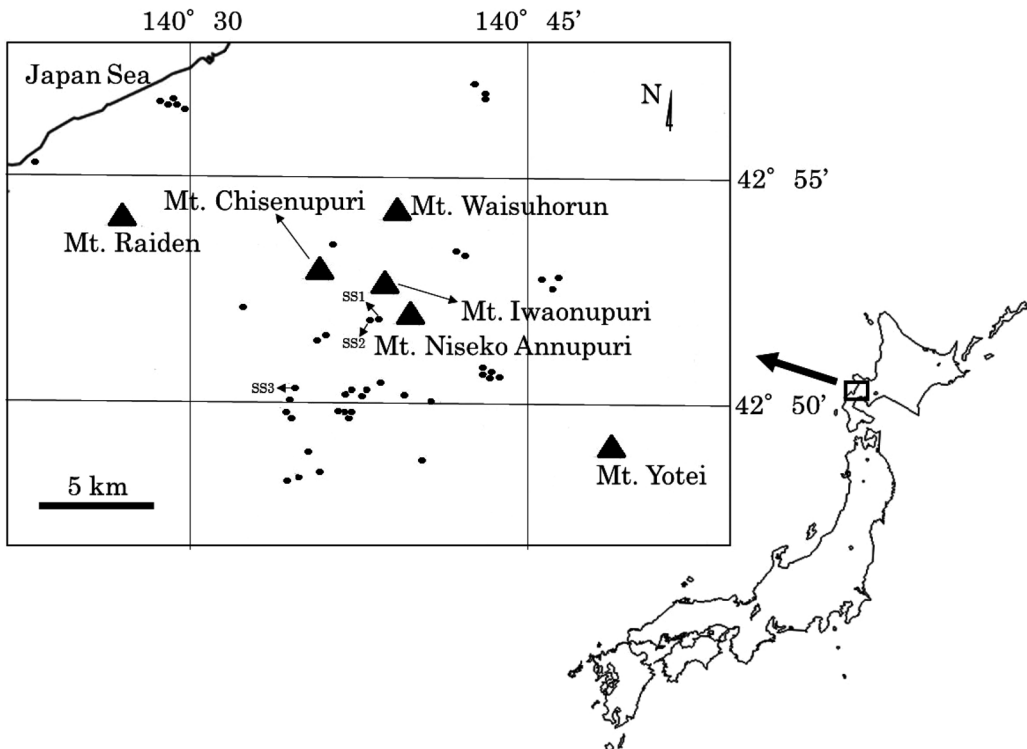 140° 30
140° 45'
Japan Sea
N
42° 55'
Mt. Chisenupuri
Mt. Waisuhorun
Mt. Raiden
SS1
Mt. Iwaonupuri
SS2
Mt. Niseko Annupuri
SS3
42° 50'
Mt. Yotei
5 km